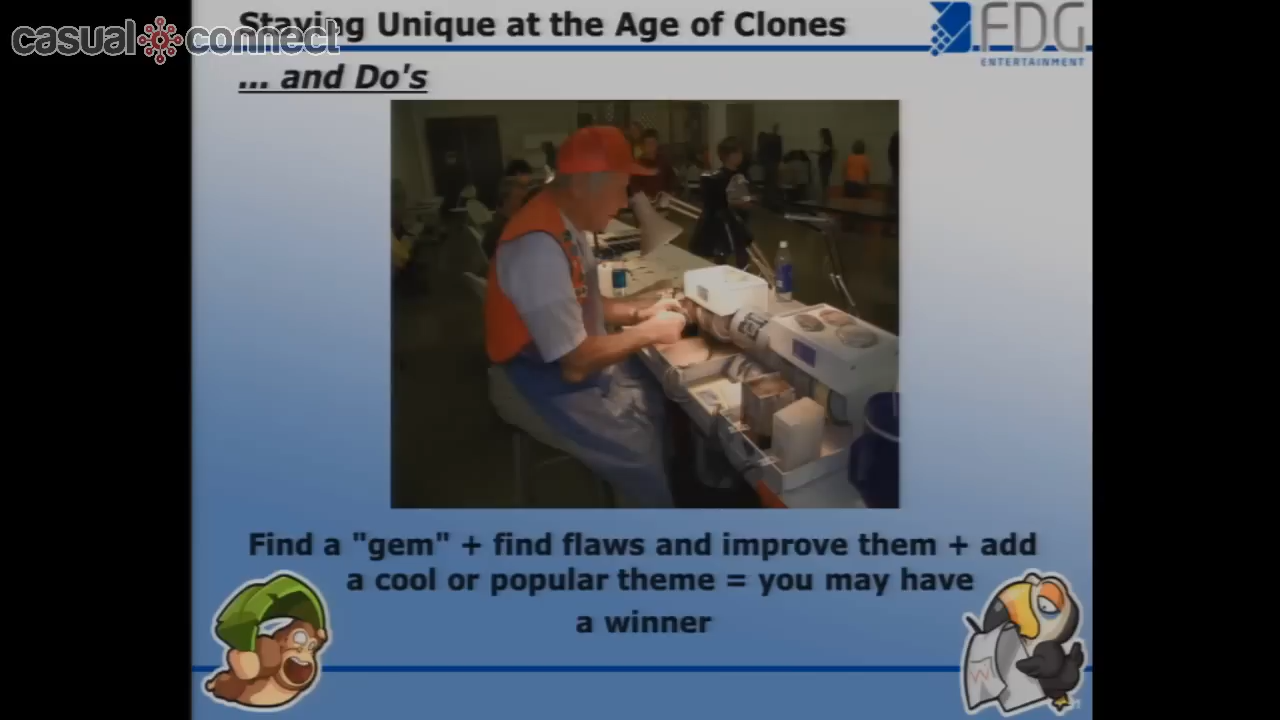 Staying Unique at the Age of Clones
casual connect
FDG
ENTERTAINMENT
... and Do's
Find a "gem" + find flaws and improve them + add
a cool or popular theme = you may have
a winner